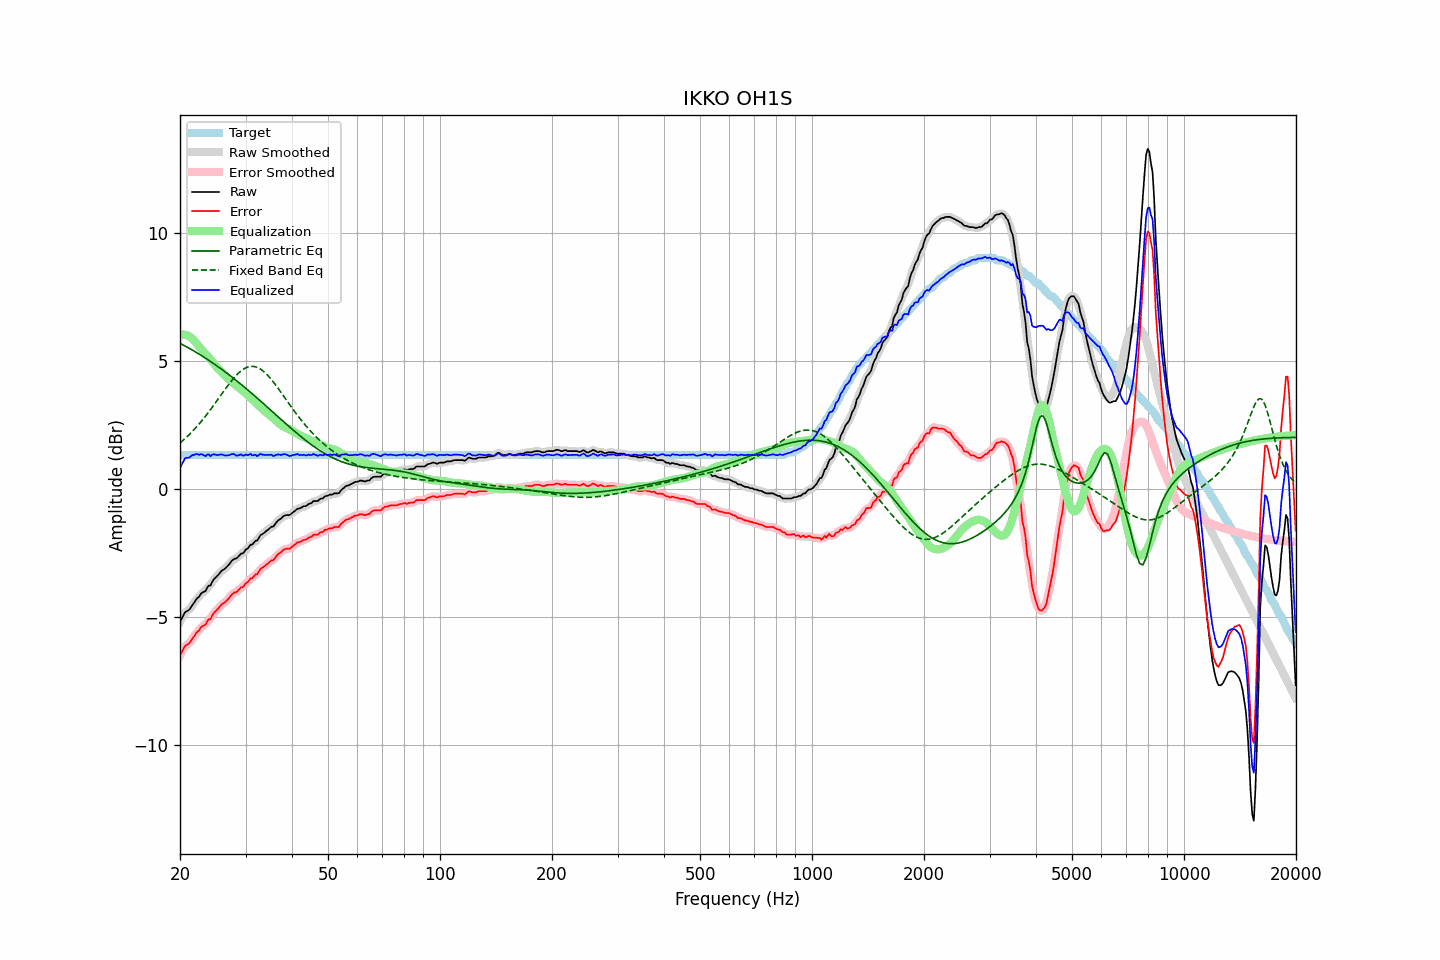 IKKO OH1S
Target
Raw Smoothed
Error Smoothed
Raw
Error
Equalization
Parametric Eq
Fixed Band Eq
Equalized
Amplitude (dBr)
10
5
0
−5
−10
20 50 100 200 500 1000 2000 5000 10000 20000
Frequency (Hz)